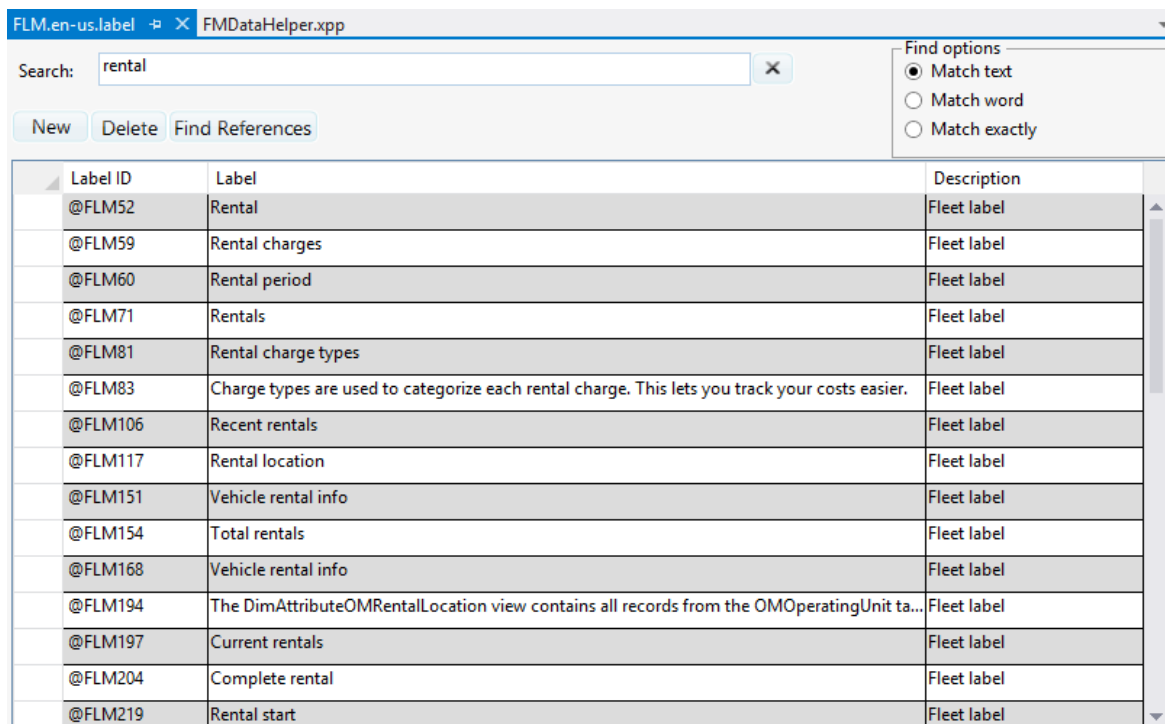 FLM.en-us.label FMDataHelper.xpp
Search: rental
Find options
Match text
Match word
Match exactly
New Delete Find References
Label ID Label Description
@FLM52 Rental Fleet label
@FLM59 Rental charges Fleet label
@FLM60 Rental period Fleet label
@FLM71 Rentals Fleet label
@FLM81 Rental charge types Fleet label
@FLM83 Charge types are used to categorize each rental charge. This lets you track your costs easier. Fleet label
@FLM106 Recent rentals Fleet label
@FLM117 Rental location Fleet label
@FLM151 Vehicle rental info Fleet label
@FLM154 Total rentals Fleet label
@FLM168 Vehicle rental info Fleet label
@FLM194 The DimAttributeOMRentalLocation view contains all records from the OMOperatingUnit ta... Fleet label
@FLM197 Current rentals Fleet label
@FLM204 Complete rental Fleet label
@FLM219 Rental start Fleet label